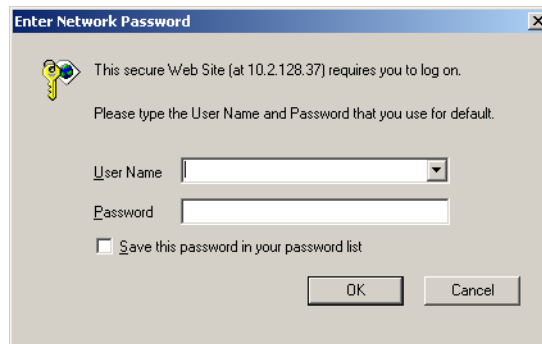 Enter Network Password
This secure Web Site (at 10.2.128.37) requires you to log on.
Please type the User Name and Password that you use for default.
User Name
Password
Save this password in your password list
OK Cancel